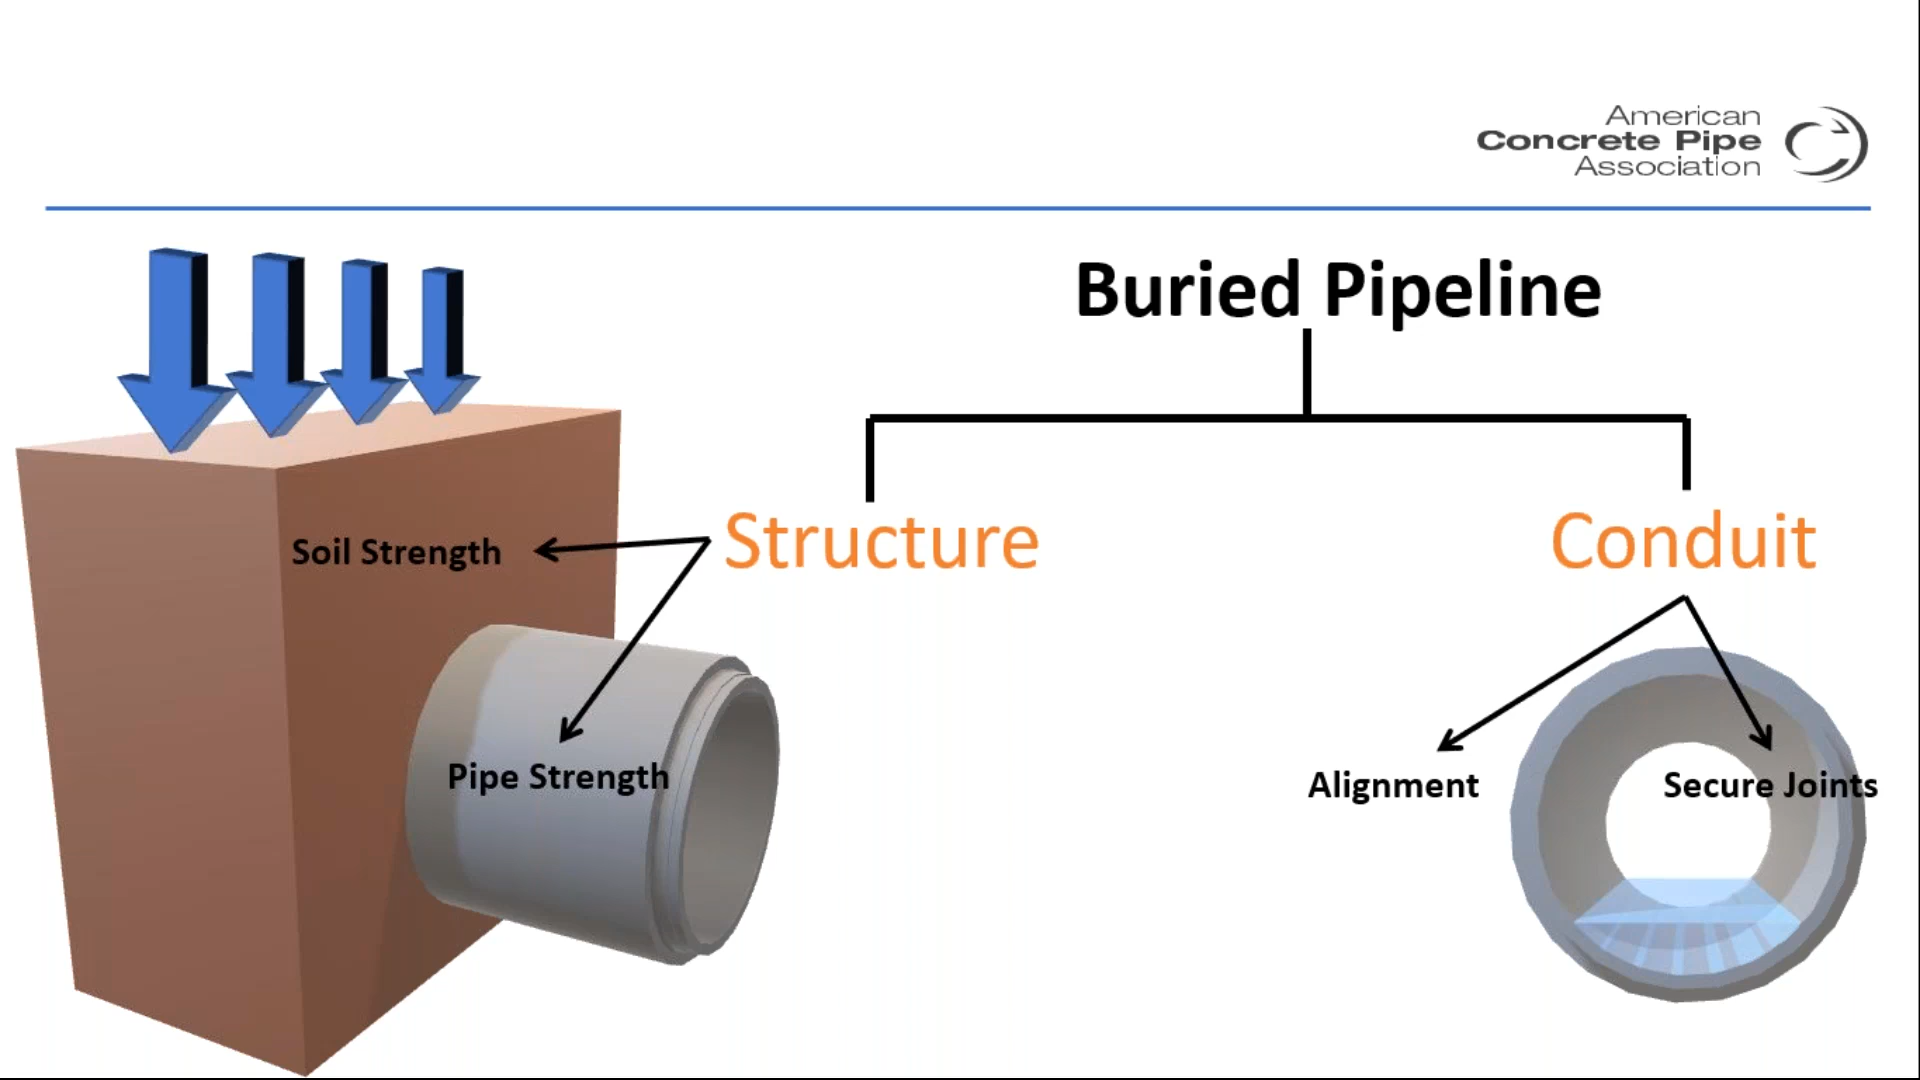 American
Concrete Pipe
Association
Buried Pipeline
Structure
Conduit
Soil Strength
Pipe Strength
Alignment
Secure Joints